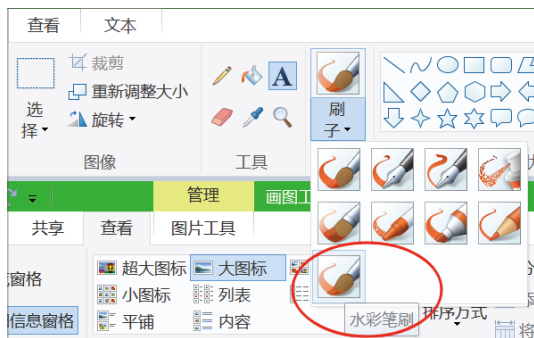 查看 文本
裁剪
重新调整大小
旋转
选择
A
刷子
图像 工具
管理 画图工
共享 查看 图片工具
窗格
超大图标 大图标
小图标 列表
平铺 内容
信息窗格
排序方式
水彩笔刷
将